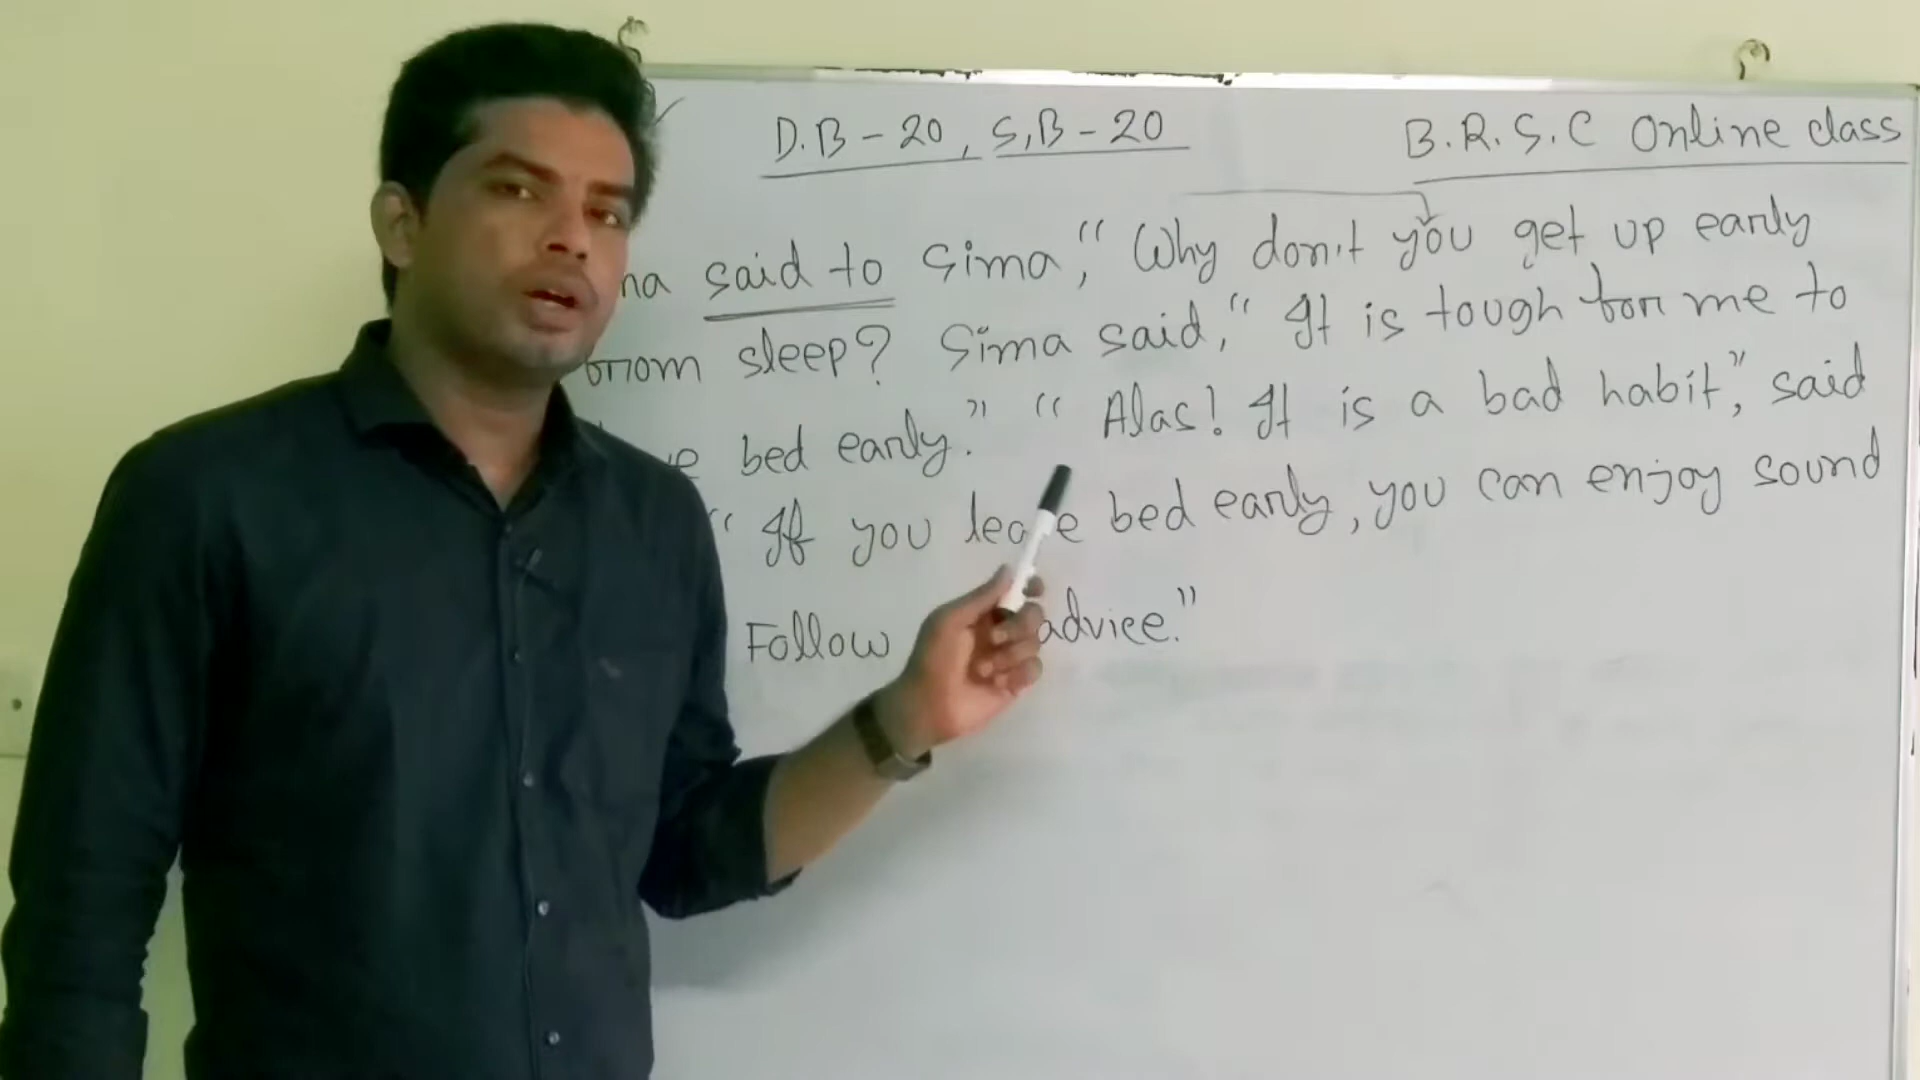 D.B - 20, S.B - 20
B.R.S.C Online class
said to Sima, "Why don't you get up early
from sleep? Sima said, "It is tough for me to
bed early." "Alas! It is a bad habit", said
"If you leave bed early, you can enjoy sound
Follow advice."